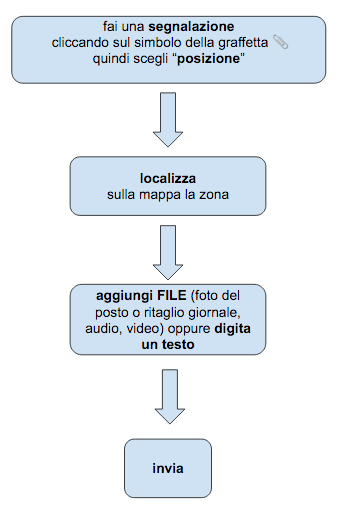 fai una segnalazione
cliccando sul simbolo della graffetta 📎
quindi scegli “posizione”
localizza
sulla mappa la zona
aggiungi FILE (foto del
posto o ritaglio giornale,
audio, video) oppure digita
un testo
invia